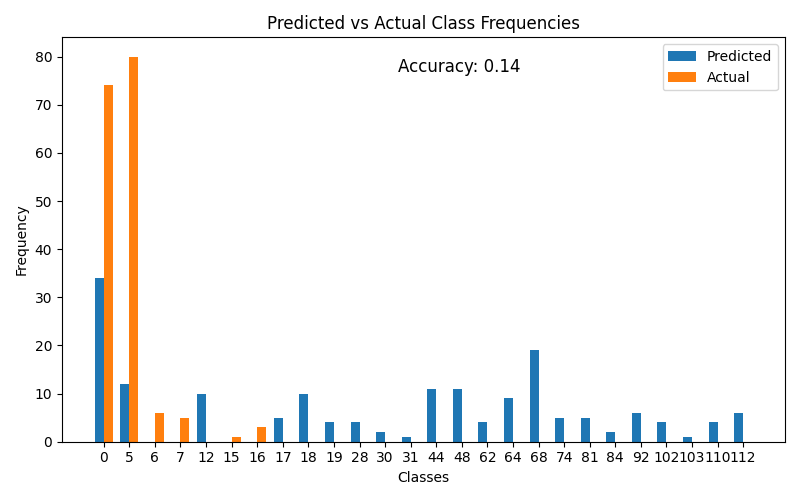 Predicted vs Actual Class Frequencies
Accuracy: 0.14
Predicted
Actual
80
70
60
50
40
30
20
10
0
Frequency
0 5 6 7 12 15 16 17 18 19 28 30 31 44 48 62 64 68 74 81 84 92 102 103 110 112
Classes